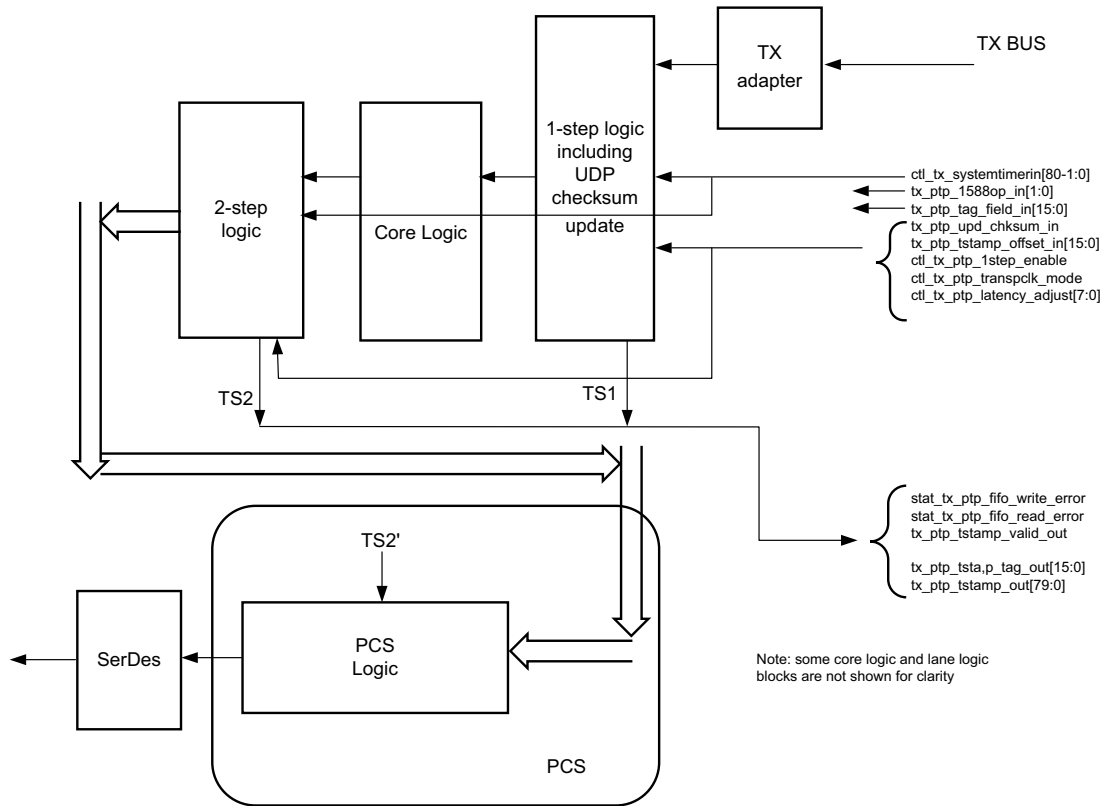 TX BUS
TX
adapter
1-step logic
including
UDP
checksum
update
Core Logic
2-step
logic
ctl_tx_systemtimerin[80-1:0]
tx_ptp_1588op_in[1:0]
tx_ptp_tag_field_in[15:0]
tx_ptp_upd_chksum_in
tx_ptp_tstamp_offset_in[15:0]
ctl_tx_ptp_1step_enable
ctl_tx_ptp_transpclk_mode
ctl_tx_ptp_latency_adjust[7:0]
TS2
TS1
stat_tx_ptp_fifo_write_error
stat_tx_ptp_fifo_read_error
tx_ptp_tstamp_valid_out
tx_ptp_tsta,p_tag_out[15:0]
tx_ptp_tstamp_out[79:0]
TS2'
SerDes
PCS
Logic
PCS
Note: some core logic and lane logic
blocks are not shown for clarity